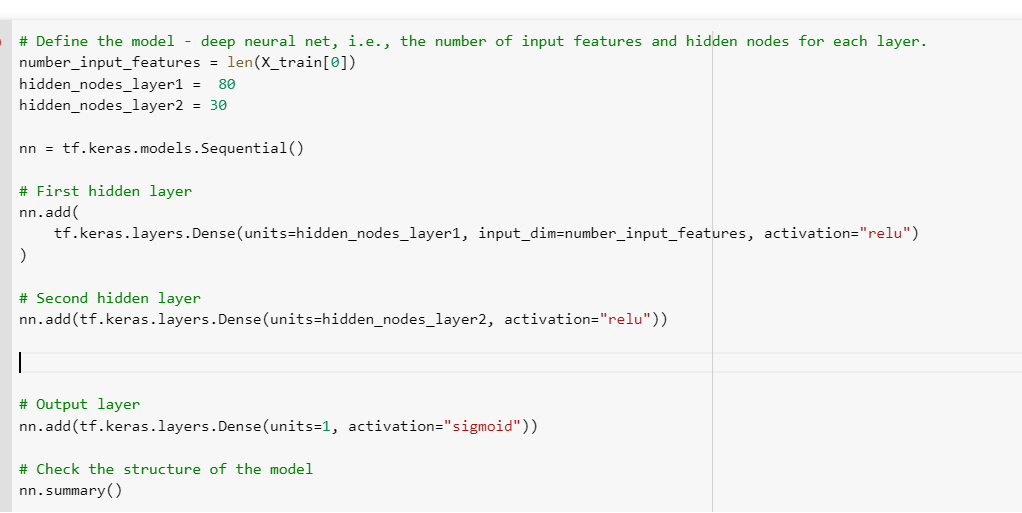 # Define the model - deep neural net, i.e., the number of input features and hidden nodes for each layer.
number_input_features = len(X_train[0])
hidden_nodes_layer1 =  80
hidden_nodes_layer2 = 30
nn = tf.keras.models.Sequential()
# First hidden layer
nn.add(
    tf.keras.layers.Dense(units=hidden_nodes_layer1, input_dim=number_input_features, activation="relu")
)
# Second hidden layer
nn.add(tf.keras.layers.Dense(units=hidden_nodes_layer2, activation="relu"))
# Output layer
nn.add(tf.keras.layers.Dense(units=1, activation="sigmoid"))
# Check the structure of the model
nn.summary()